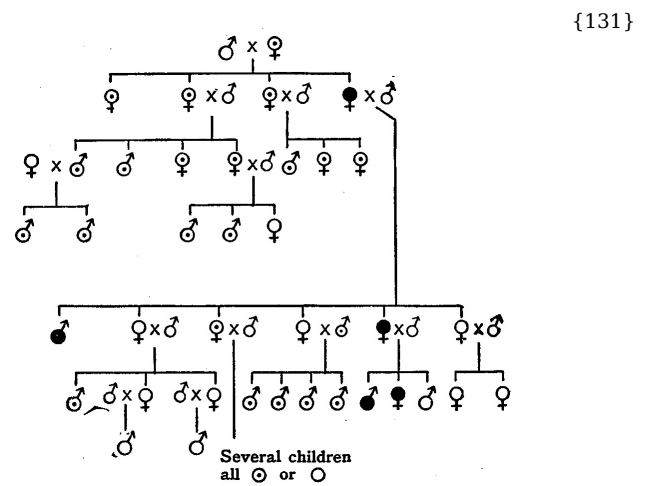 {131}
Several children
all ⊙ or ○